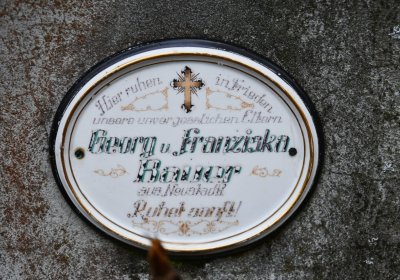 Hier ruhen in Frieden
unsere unvergesslichen Eltern
Georg u. Franziska
Bauer
aus Neustadt
Ruhet sanft!